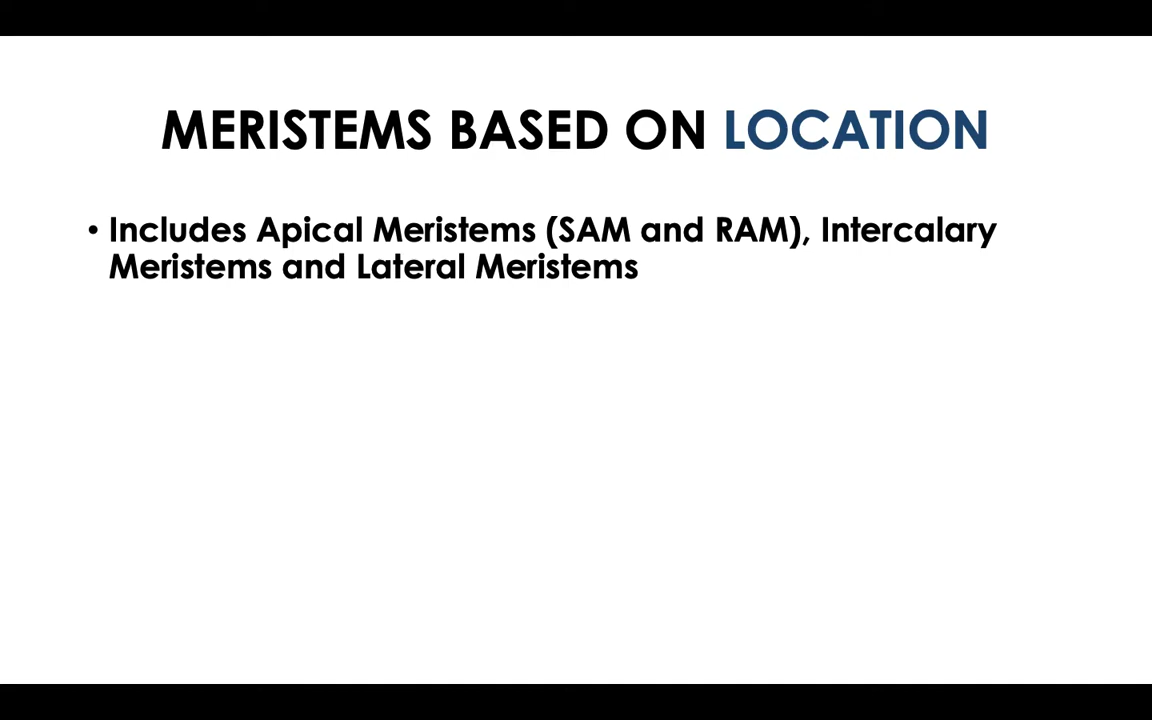 MERISTEMS BASED ON LOCATION
• Includes Apical Meristems (SAM and RAM), Intercalary
Meristems and Lateral Meristems